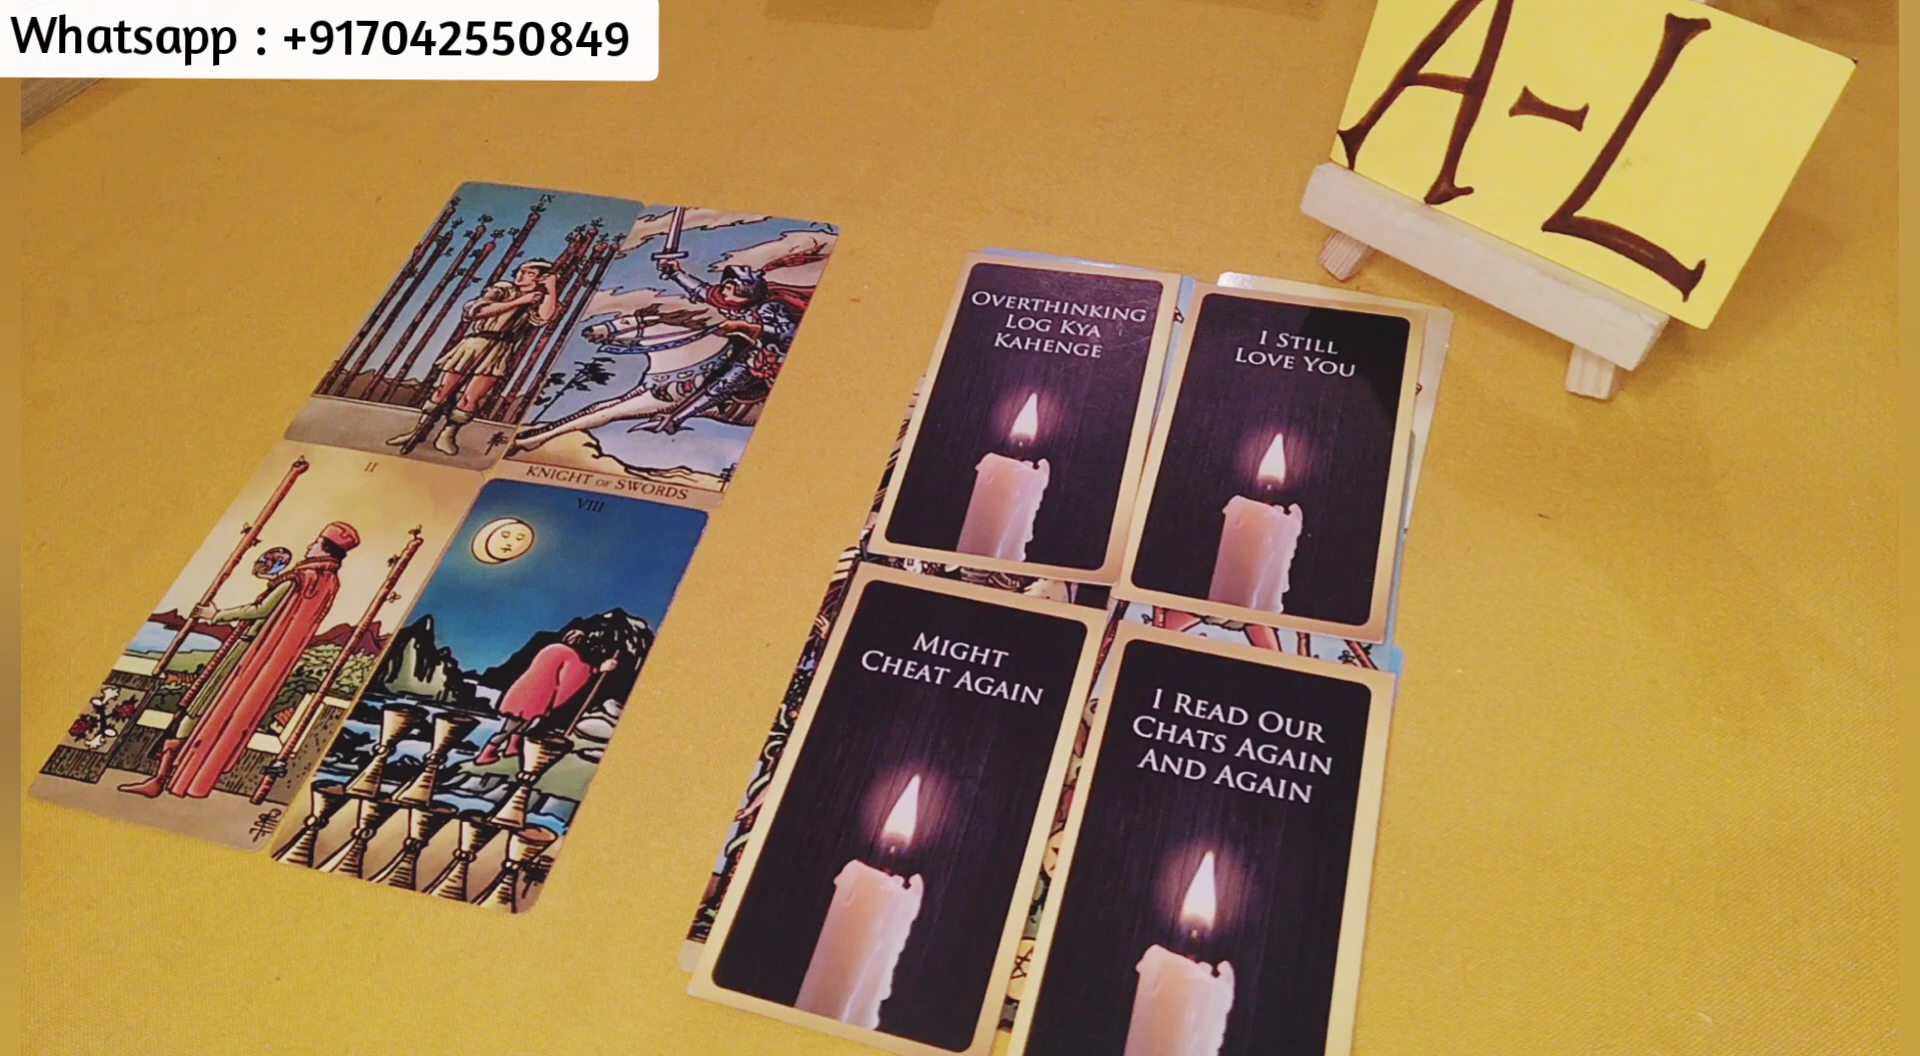 Whatsapp : +917042550849
A-L
IX
KNIGHT OF SWORDS
II
VIII
OVERTHINKING
LOG KYA
KAHENGE
I STILL
LOVE YOU
MIGHT
CHEAT AGAIN
I READ OUR
CHATS AGAIN
AND AGAIN